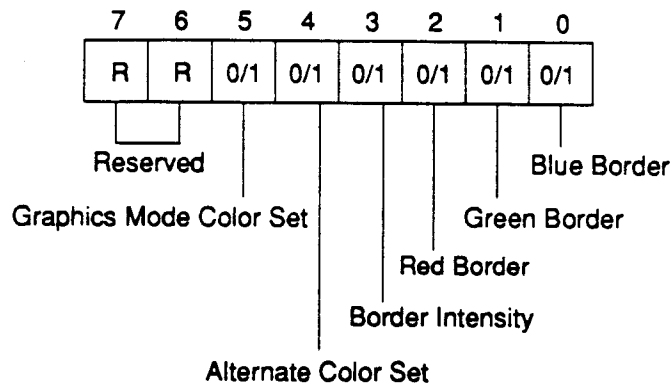 7 6 5 4 3 2 1 0
R R 0/1 0/1 0/1 0/1 0/1 0/1
Reserved
Blue Border
Graphics Mode Color Set
Green Border
Red Border
Border Intensity
Alternate Color Set